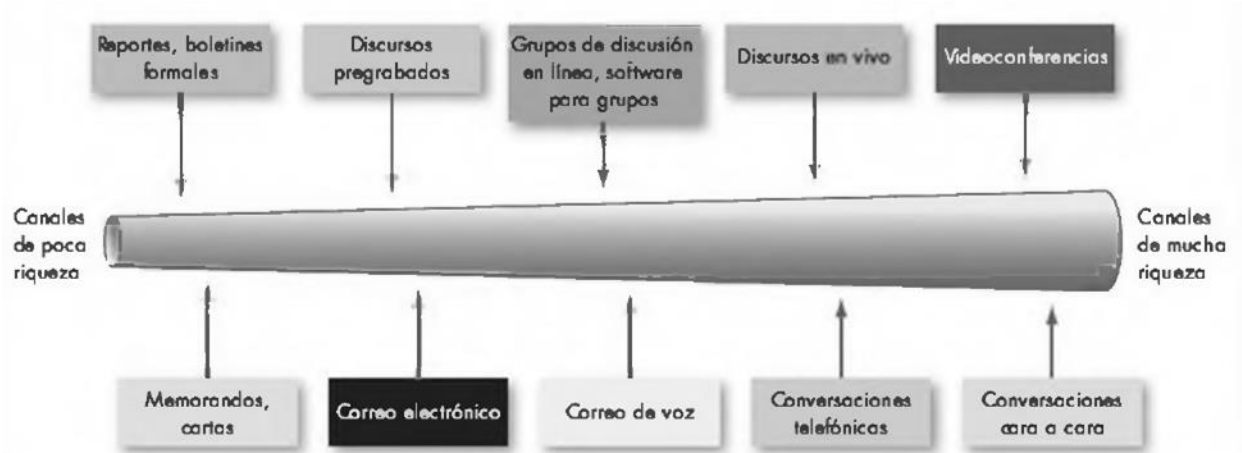 Reportes, boletines
formales
Discursos
pregrabados
Grupos de discusión
en línea, software
para grupos
Discursos en vivo
Videoconferencias
Canales
de poca
riqueza
Canales
de mucha
riqueza
Memorandos,
cartas
Correo electrónico
Correo de voz
Conversaciones
telefónicas
Conversaciones
cara a cara